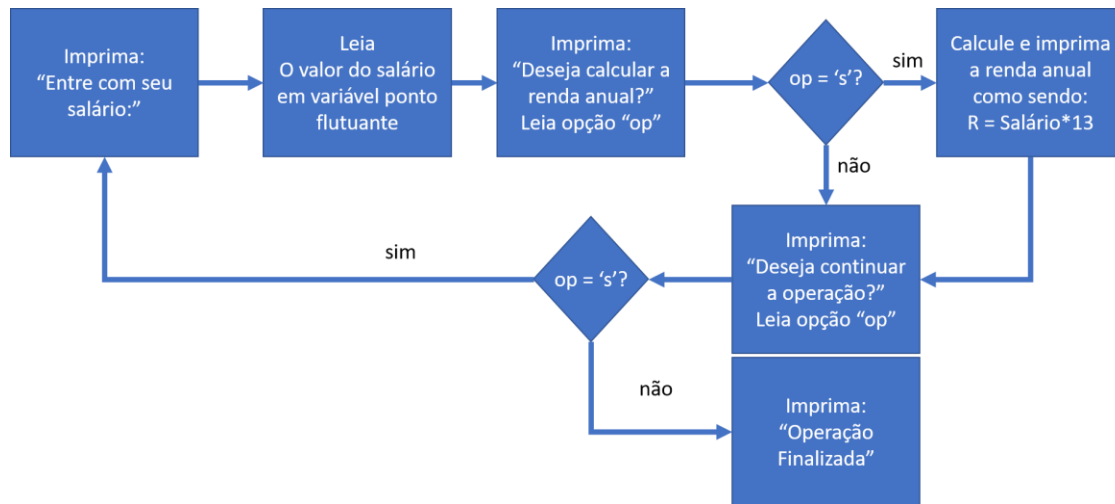 Imprima:
“Entre com seu
salário:”
Leia
O valor do salário
em variável ponto
flutuante
Imprima:
“Deseja calcular a
renda anual?”
Leia opção “op”
op = ‘s’?
sim
Calcule e imprima
a renda anual
como sendo:
R = Salário*13
não
Imprima:
“Deseja continuar
a operação?”
Leia opção “op”
op = ‘s’?
sim
não
Imprima:
“Operação
Finalizada”